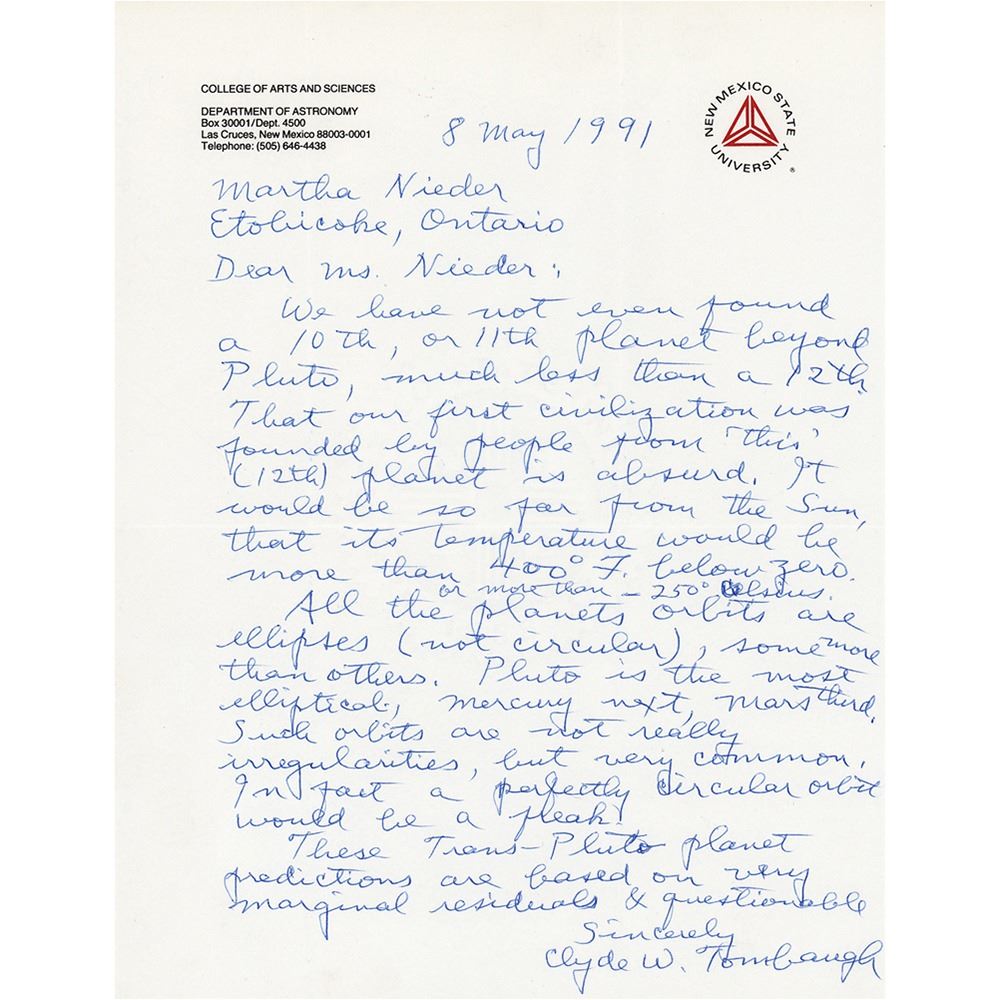 COLLEGE OF ARTS AND SCIENCES
DEPARTMENT OF ASTRONOMY
Box 30001/Dept. 4500
Las Cruces, New Mexico 88003-0001
Telephone: (505) 646-4438
NEW MEXICO STATE UNIVERSITY ®
8 May 1991
Martha Nieder
Etobicoke, Ontario
Dear Ms. Nieder:
We have not even found
a 10th, or 11th planet beyond
Pluto, much less than a 12th
That our first civilization was
founded by people from "this"
(12th) planet is absurd. It
would be so far from the Sun,
that its temperature would be
more than 400° F. below zero.
or more than - 250° Celsius.
All the planets orbits are
ellipses (not circular), some more
than others. Pluto is the most
elliptical, Mercury next, Mars third.
Such orbits are not really
irregularities, but very common.
In fact a perfectly circular orbit
would be a freak!
These Trans-Pluto planet
predictions are based on very
marginal residuals & questionable
Sincerely
Clyde W. Tombaugh